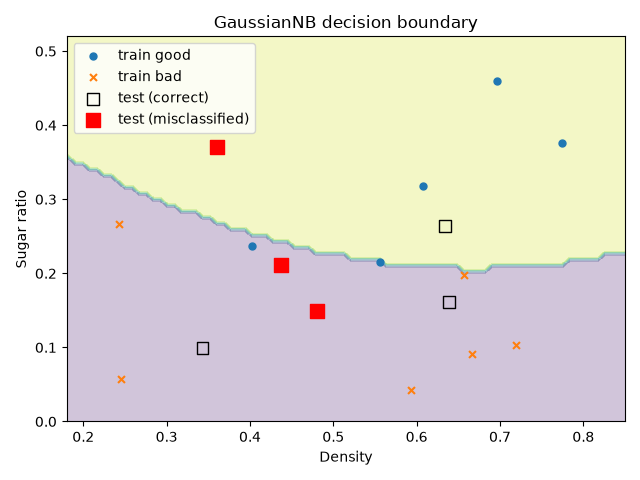 GaussianNB decision boundary
train good
train bad
test (correct)
test (misclassified)
Sugar ratio
0.5
0.4
0.3
0.2
0.1
0.0
0.2 0.3 0.4 0.5 0.6 0.7 0.8
Density